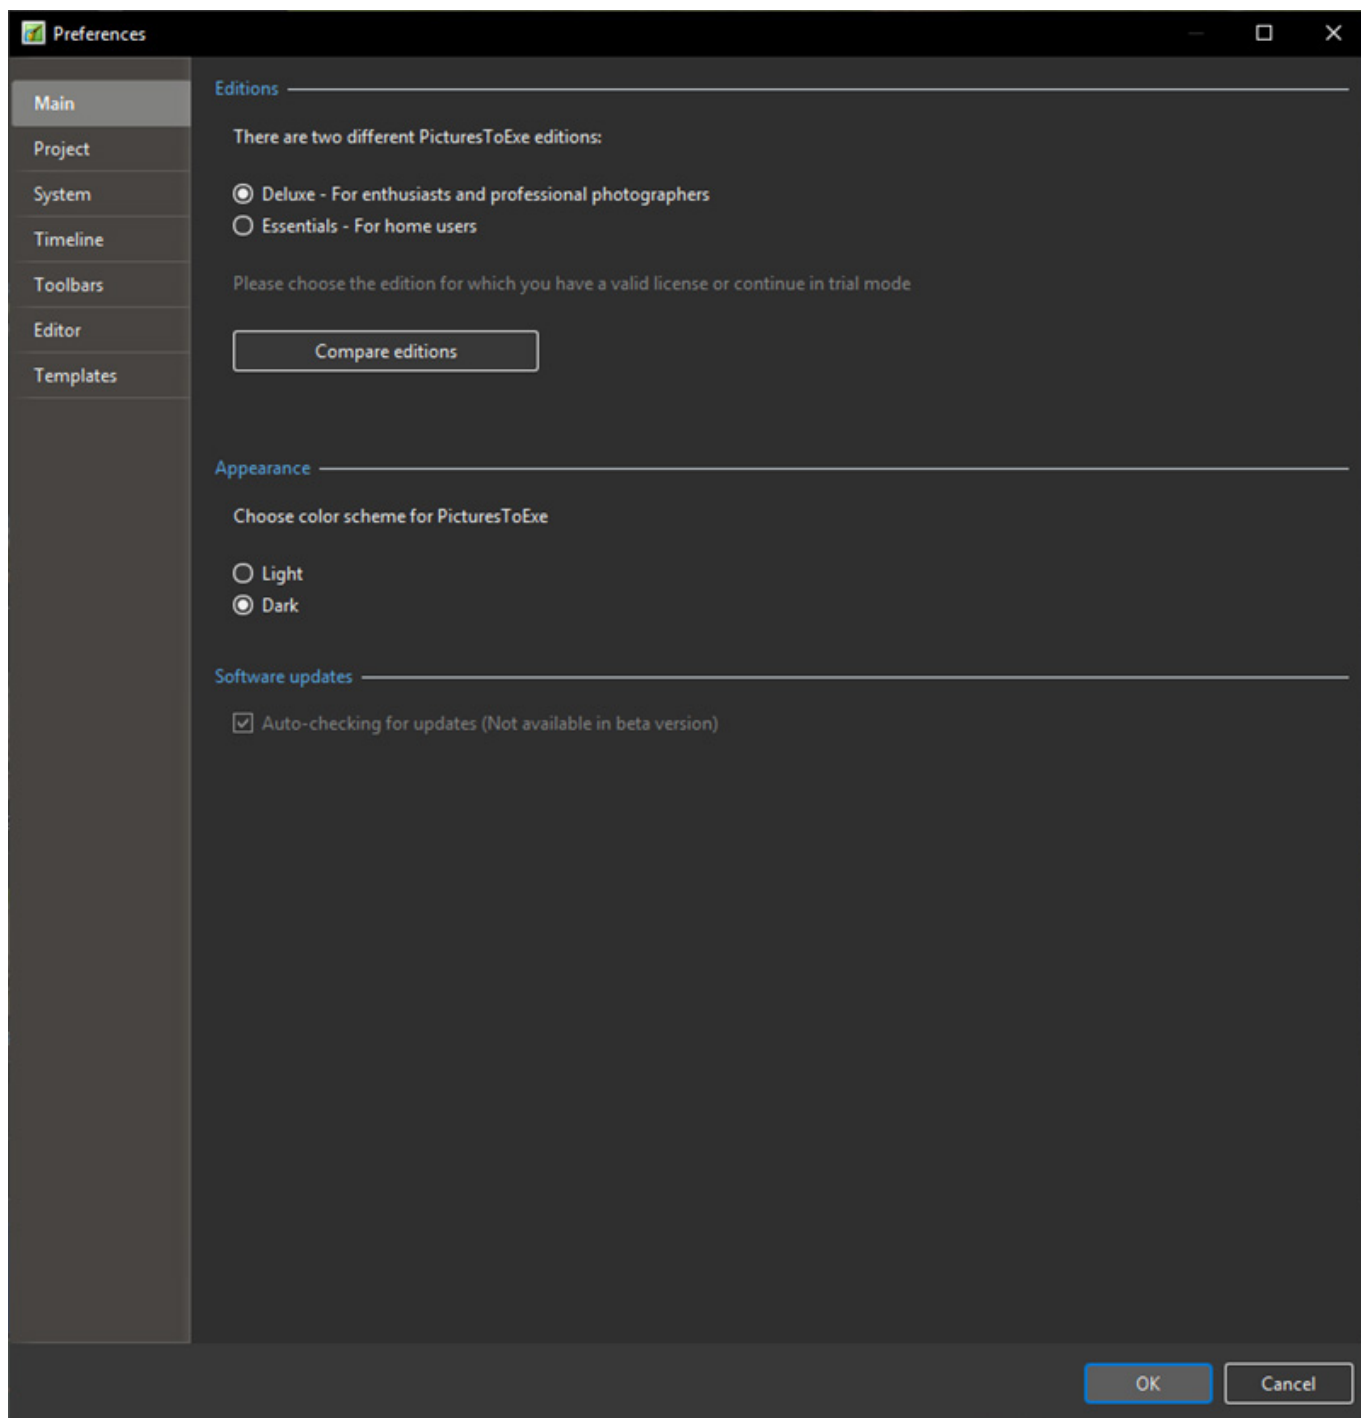 Preferences
Main
Project
System
Timeline
Toolbars
Editor
Templates
Editions
There are two different PicturesToExe editions:
Deluxe - For enthusiasts and professional photographers
Essentials - For home users
Please choose the edition for which you have a valid license or continue in trial mode
Compare editions
Appearance
Choose color scheme for PicturesToExe
Light
Dark
Software updates
Auto-checking for updates (Not available in beta version)
OK
Cancel